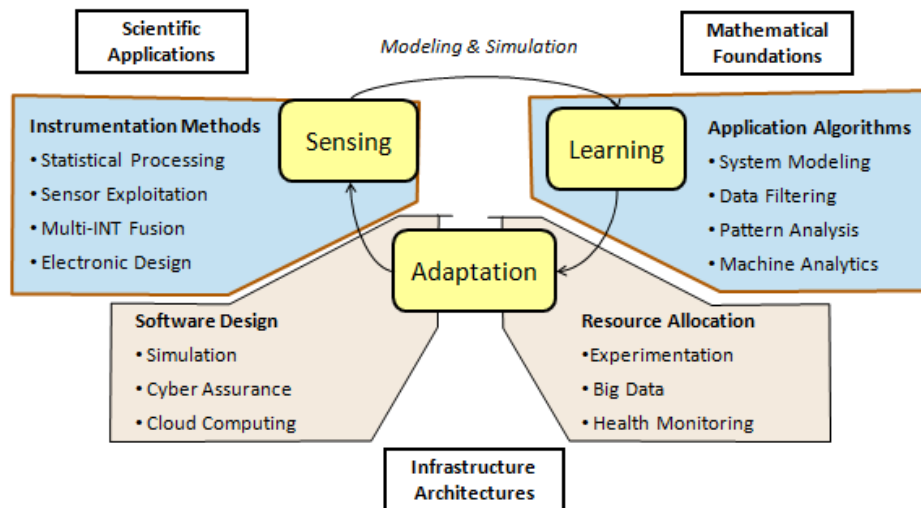 Scientific
Applications
Modeling & Simulation
Mathematical
Foundations
Instrumentation Methods
• Statistical Processing
• Sensor Exploitation
• Multi-INT Fusion
• Electronic Design
Sensing
Learning
Application Algorithms
• System Modeling
• Data Filtering
• Pattern Analysis
• Machine Analytics
Adaptation
Software Design
• Simulation
• Cyber Assurance
• Cloud Computing
Resource Allocation
• Experimentation
• Big Data
• Health Monitoring
Infrastructure
Architectures